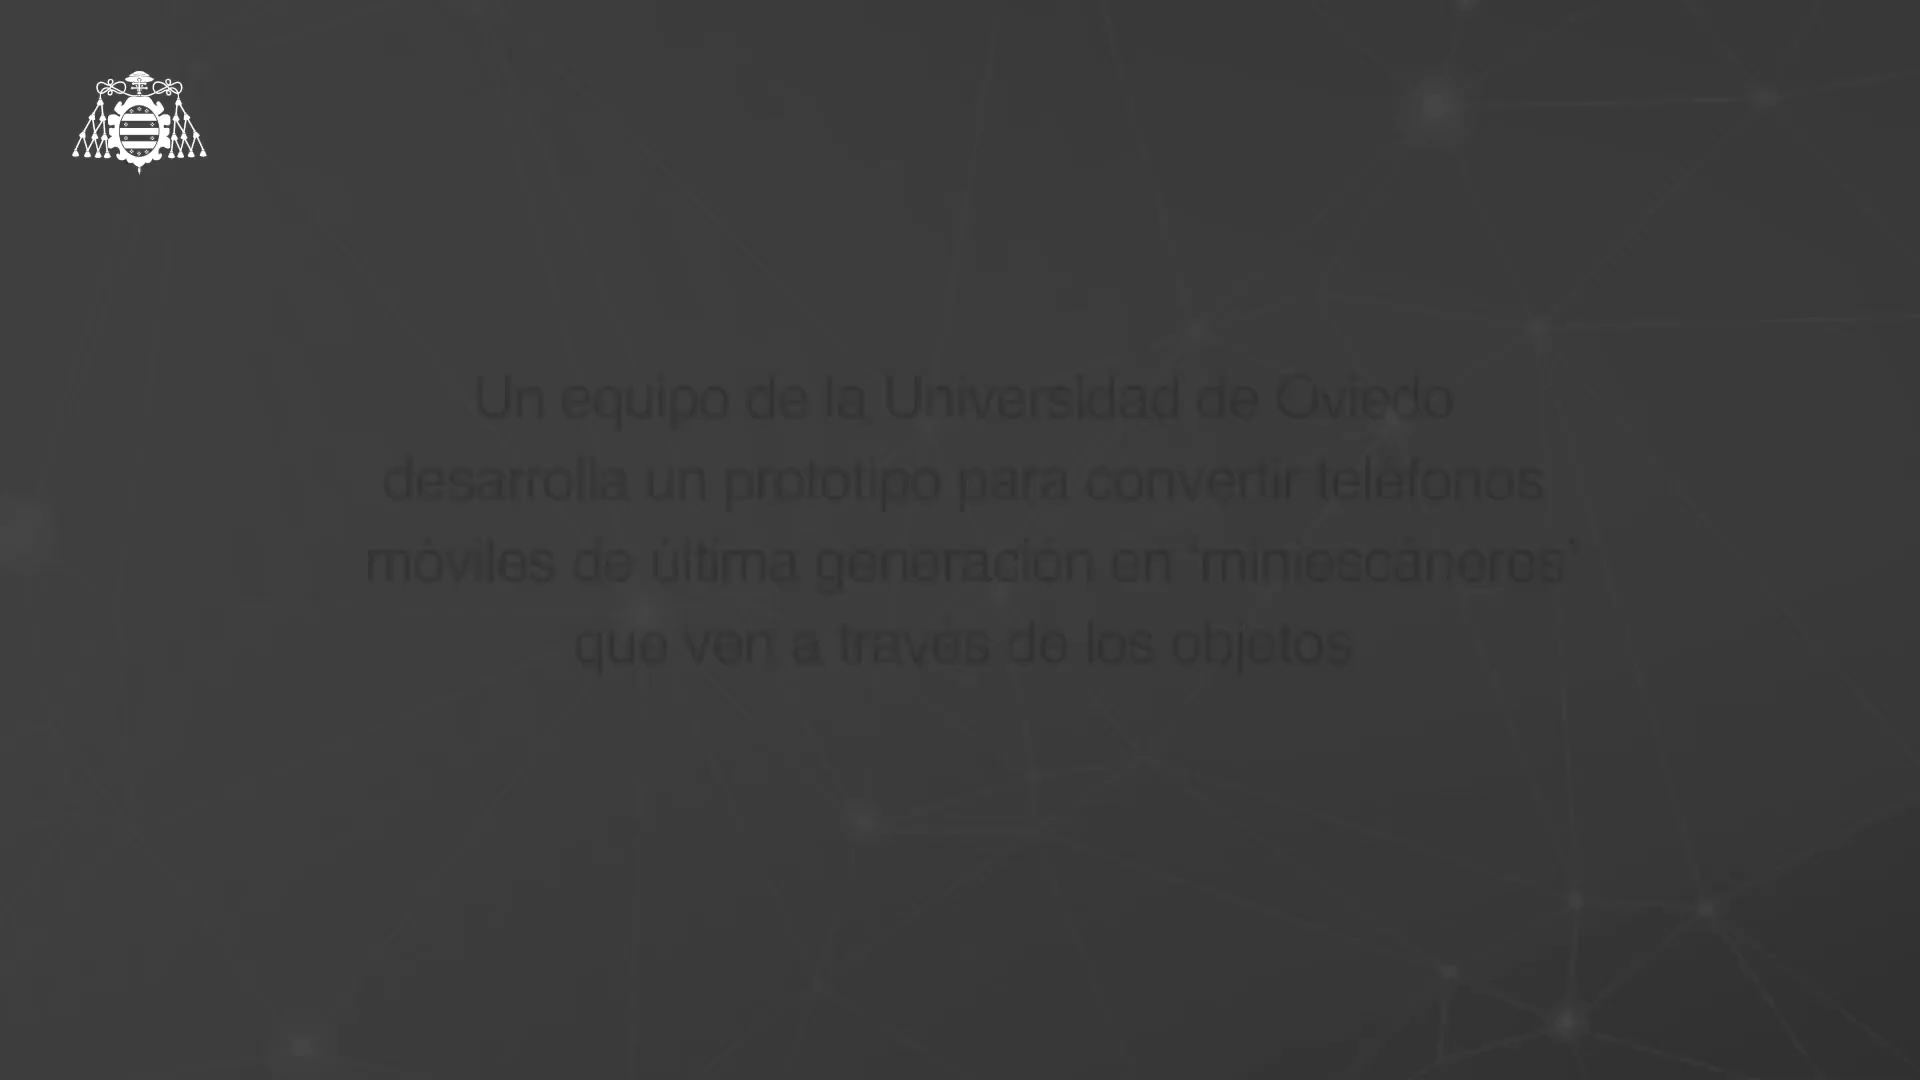 Un equipo de la Universidad de Oviedo
desarrolla un prototipo para convertir teléfonos
móviles de última generación en 'miniescáneres'
que ven a través de los objetos